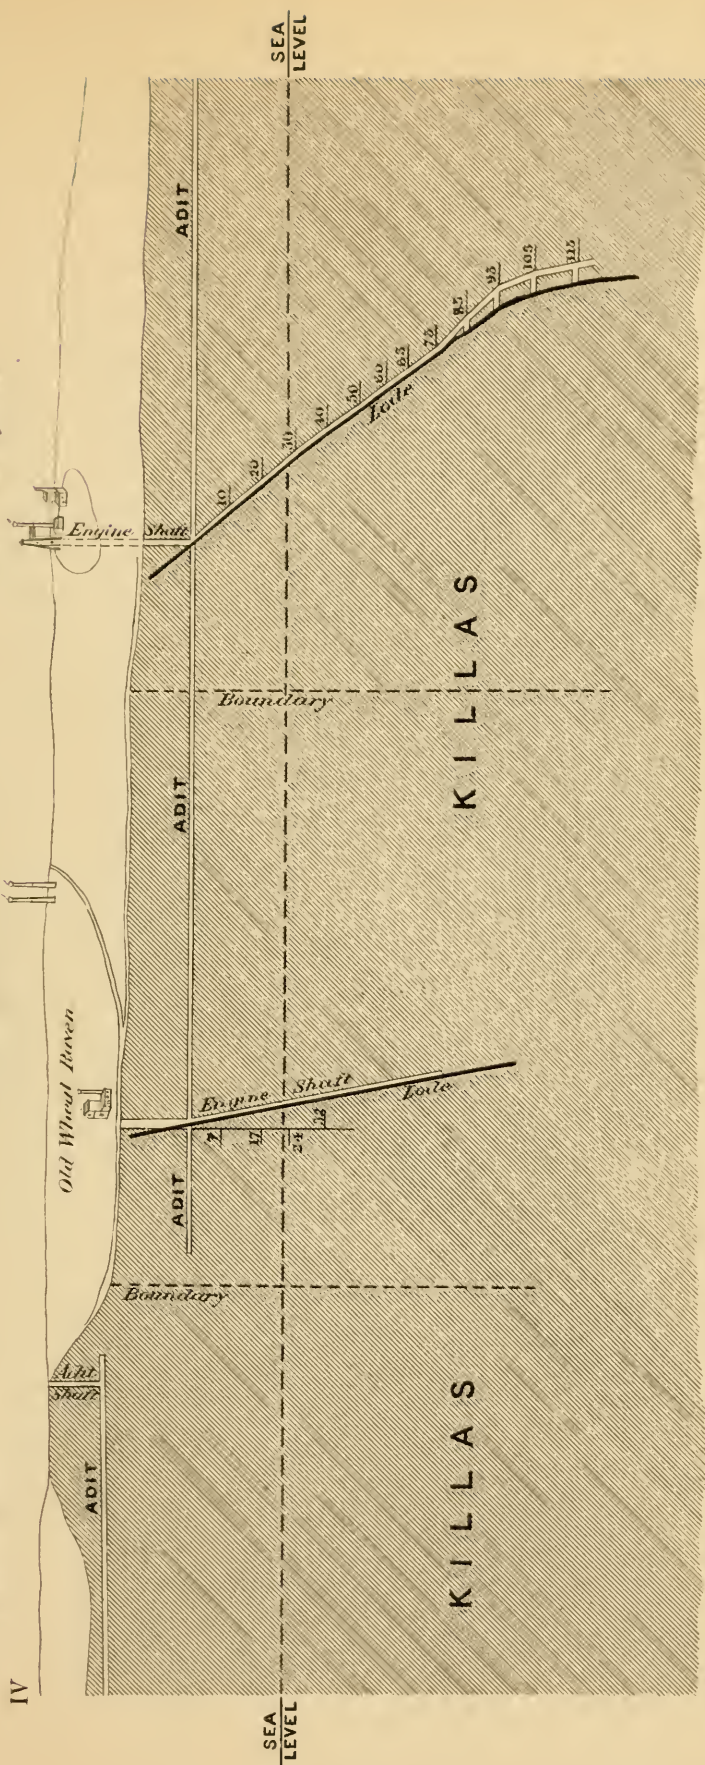 IV
Old Wheal Raven
Engine Shaft
Adit
Shaft
ADIT
ADIT
ADIT
ADIT
Boundary
Boundary
SEA
LEVEL
SEA
LEVEL
Engine Shaft
Lode
7
17
24
32
10
20
30
40
50
60
65
75
85
95
105
115
Lode
KILLAS
KILLAS